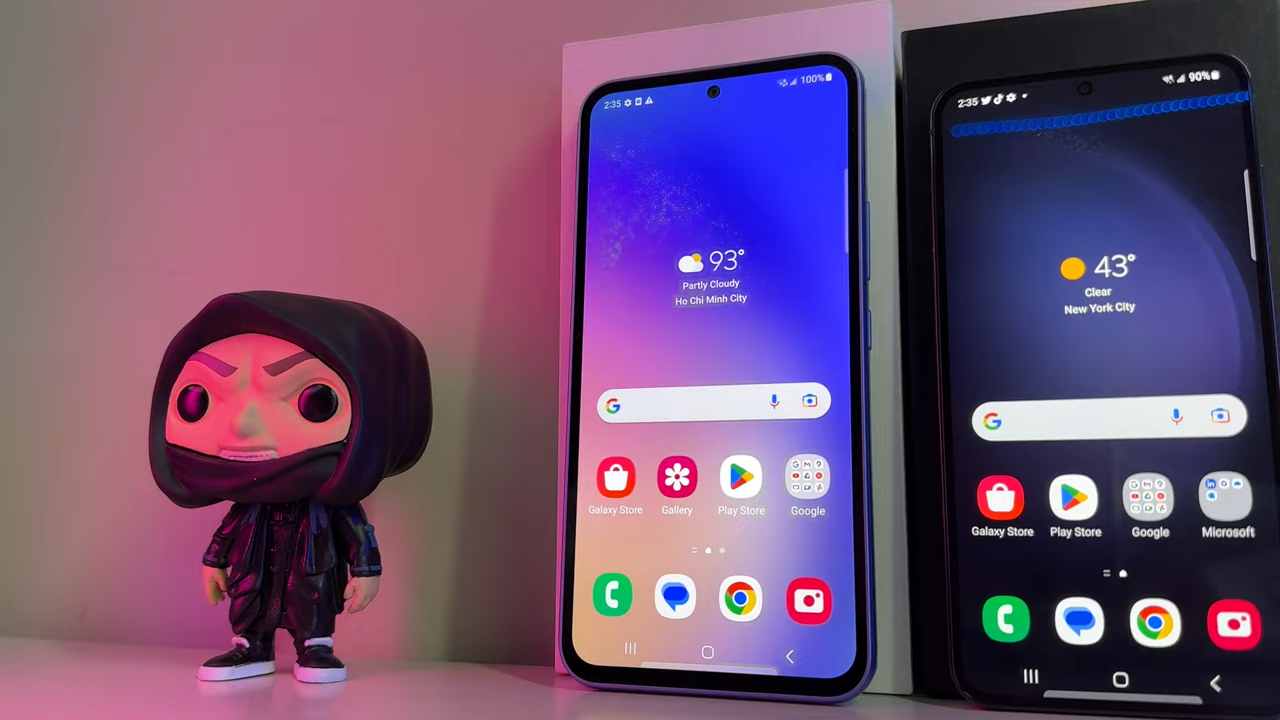 2:35
100%
93°
Partly Cloudy
Ho Chi Minh City
Galaxy Store
Gallery
Play Store
Google
2:35
90%
43°
Clear
New York City
Galaxy Store
Play Store
Google
Microsoft